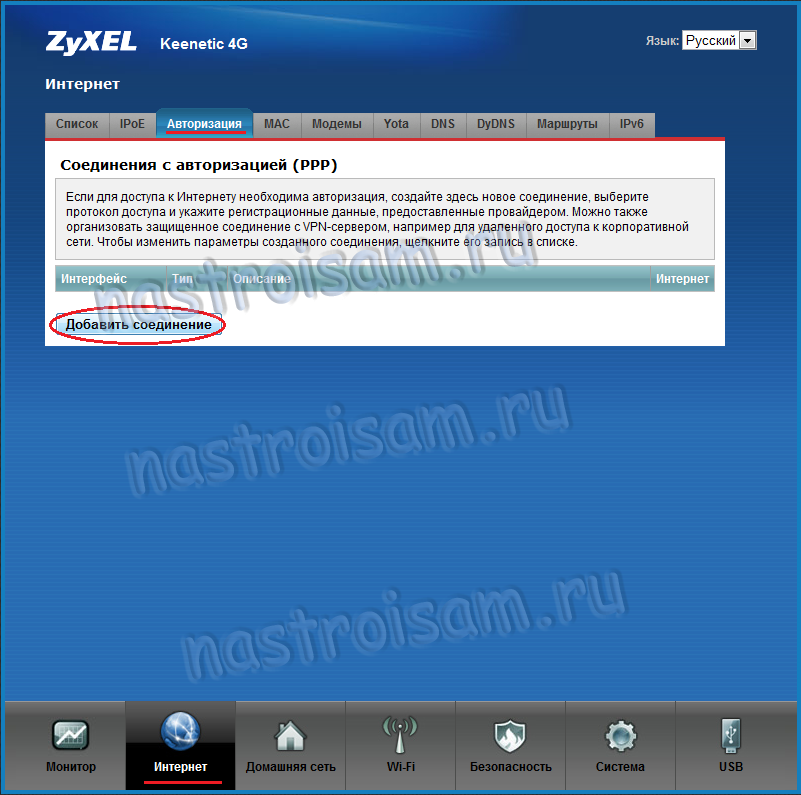 ZyXEL Keenetic 4G
Язык: Русский
Интернет
Список IPoE Авторизация MAC Модемы Yota DNS DyDNS Маршруты IPv6
Соединения с авторизацией (PPP)
Если для доступа к Интернету необходима авторизация, создайте здесь новое соединение, выберите
протокол доступа и укажите регистрационные данные, предоставленные провайдером. Можно также
организовать защищенное соединение с VPN-сервером, например для удаленного доступа к корпоративной
сети. Чтобы изменить параметры созданного соединения, щелкните его запись в списке.
Интерфейс Тип Описание Интернет
Добавить соединение
nastroisam.ru
nastroisam.ru
nastroisam.ru
Монитор Интернет Домашняя сеть Wi-Fi Безопасность Система USB